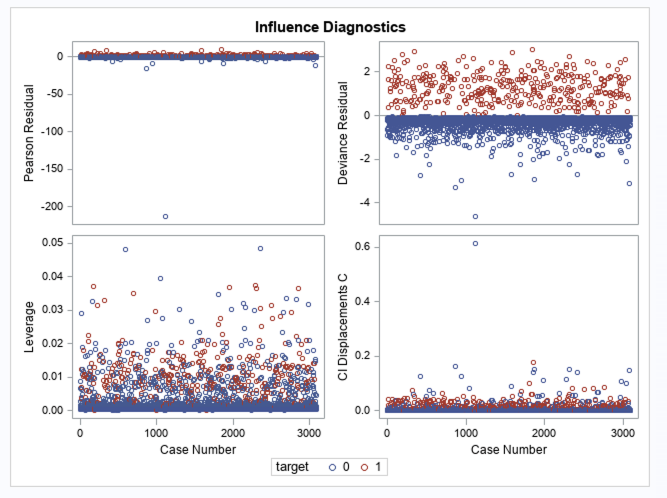 Influence Diagnostics
Pearson Residual
0
-50
-100
-150
-200
Deviance Residual
2
0
-2
-4
Leverage
0.05
0.04
0.03
0.02
0.01
0.00
0 1000 2000 3000
Case Number
CI Displacements C
0.6
0.4
0.2
0.0
0 1000 2000 3000
Case Number
target 0 1